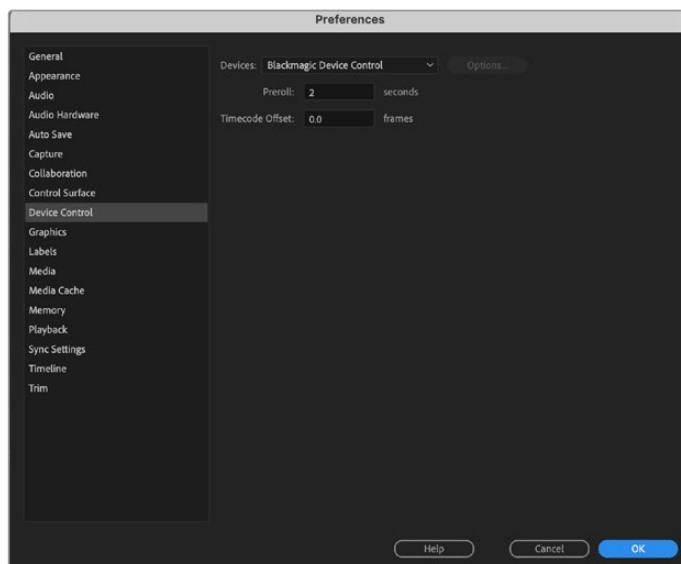 Preferences
General
Appearance
Audio
Audio Hardware
Auto Save
Capture
Collaboration
Control Surface
Device Control
Graphics
Labels
Media
Media Cache
Memory
Playback
Sync Settings
Timeline
Trim
Devices: Blackmagic Device Control Options...
Preroll: 2 seconds
Timecode Offset: 0.0 frames
Help Cancel OK